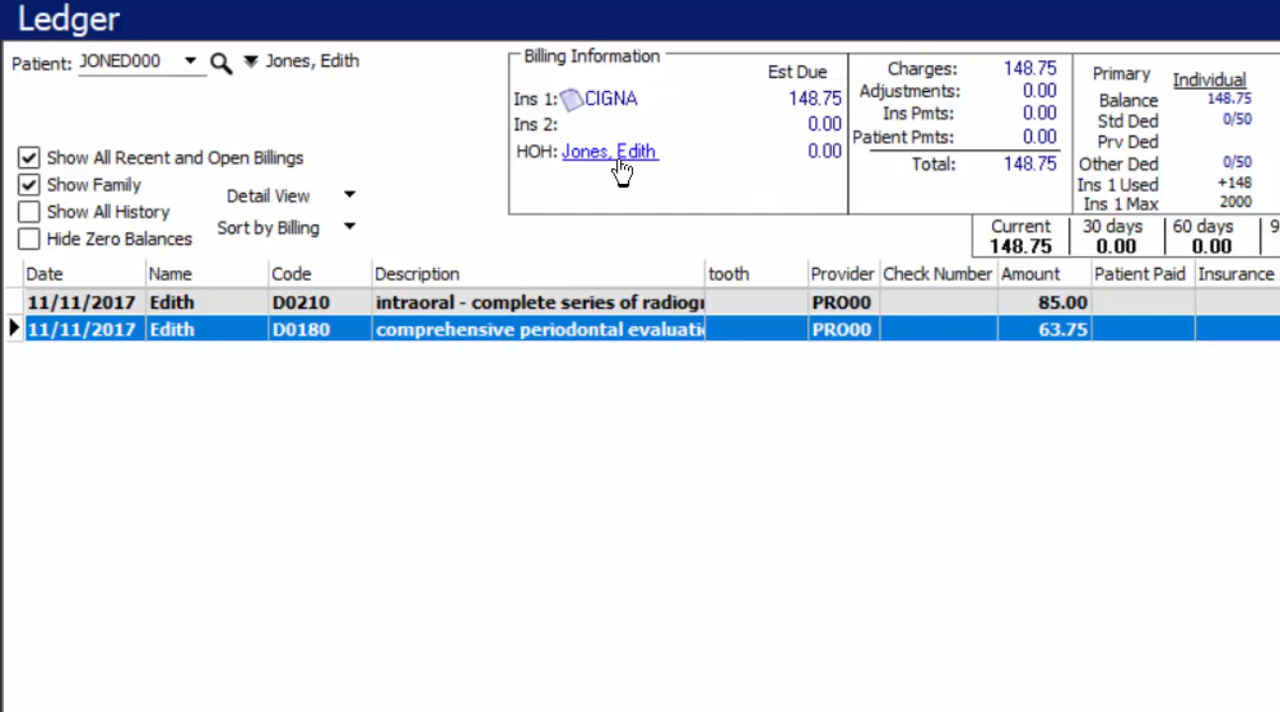 Ledger
Patient: JONED000 Jones, Edith
Show All Recent and Open Billings
Show Family
Show All History
Hide Zero Balances
Detail View
Sort by Billing
Billing Information
Est Due
Ins 1: CIGNA 148.75
Ins 2: 0.00
HOH: Jones, Edith 0.00
Charges: 148.75
Adjustments: 0.00
Ins Pmts: 0.00
Patient Pmts: 0.00
Total: 148.75
Primary Individual
Balance 148.75
Std Ded 0/50
Prv Ded
Other Ded 0/50
Ins 1 Used +148
Ins 1 Max 2000
Current 30 days 60 days 9
148.75 0.00 0.00
Date Name Code Description tooth Provider Check Number Amount Patient Paid Insurance
11/11/2017 Edith D0210 intraoral - complete series of radiogr PRO00 85.00
11/11/2017 Edith D0180 comprehensive periodontal evaluati PRO00 63.75